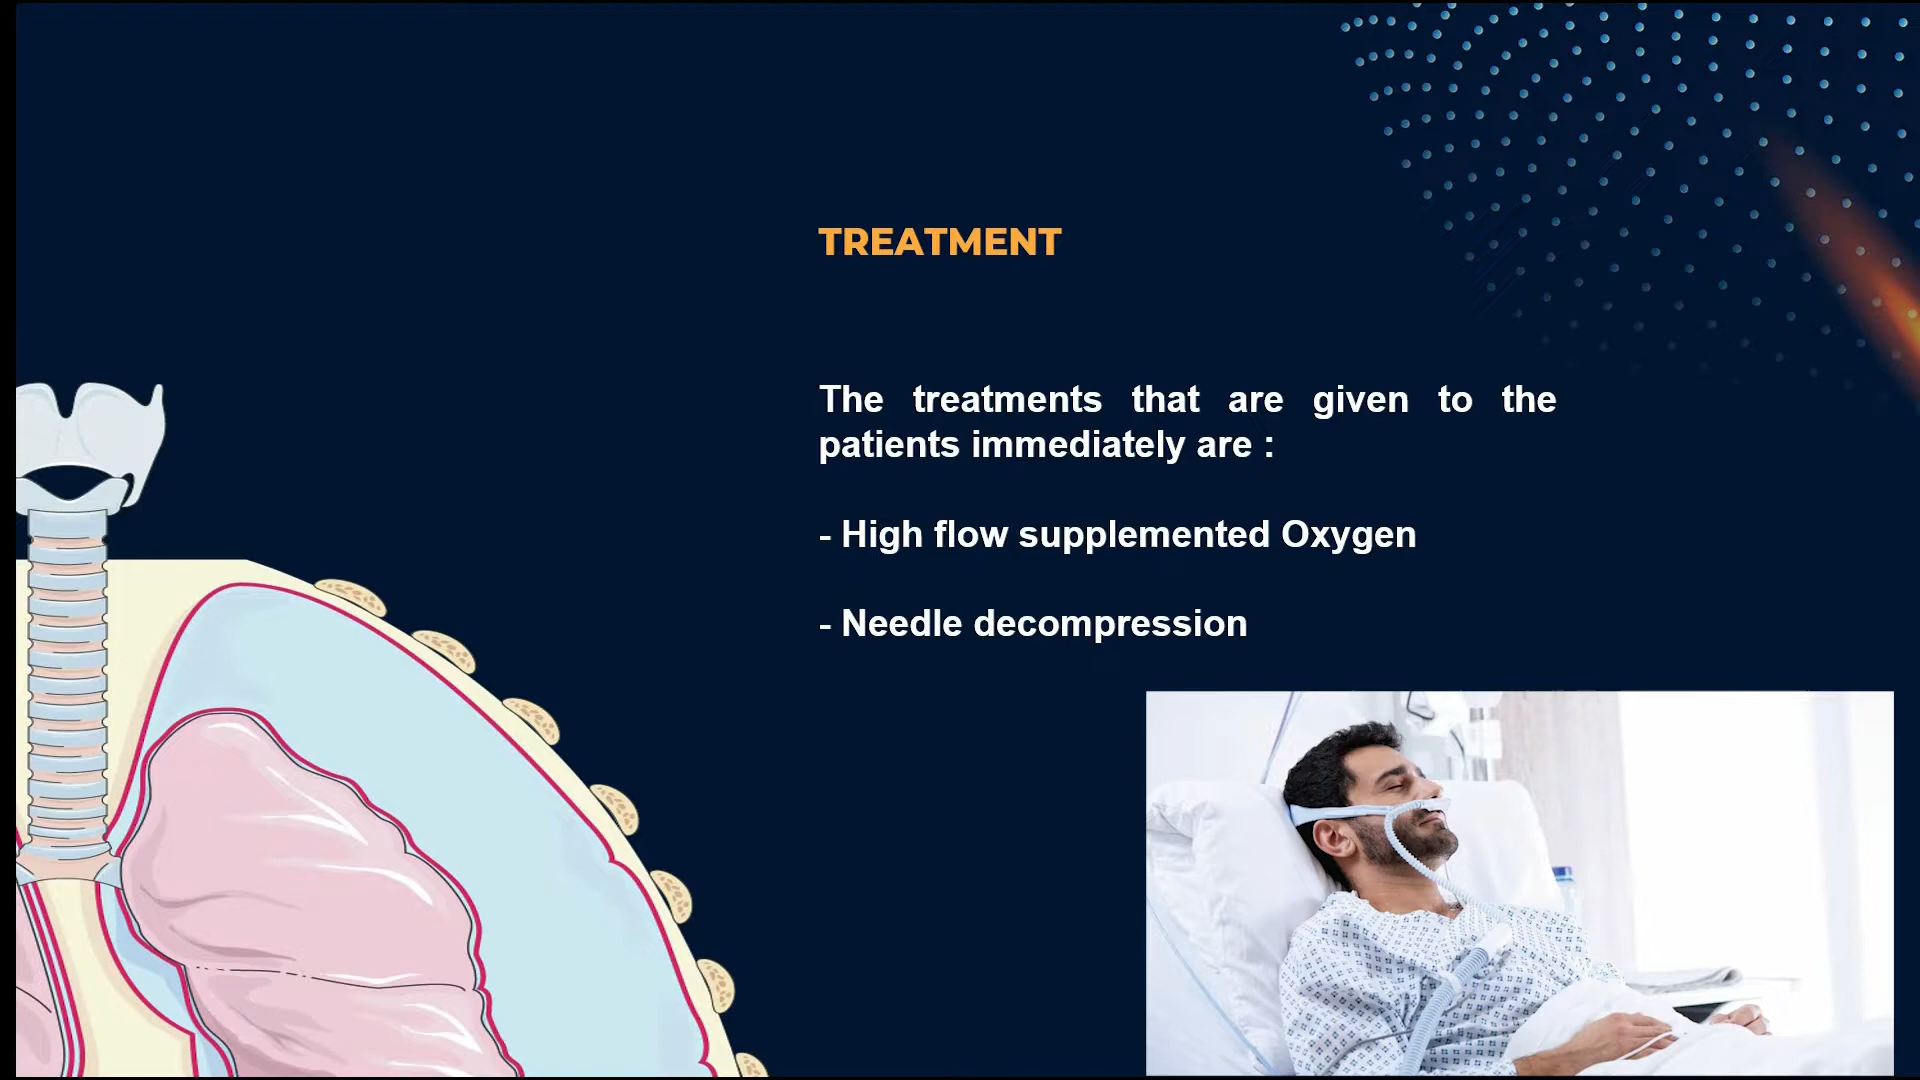 TREATMENT
The treatments that are given to the
patients immediately are :
- High flow supplemented Oxygen
- Needle decompression